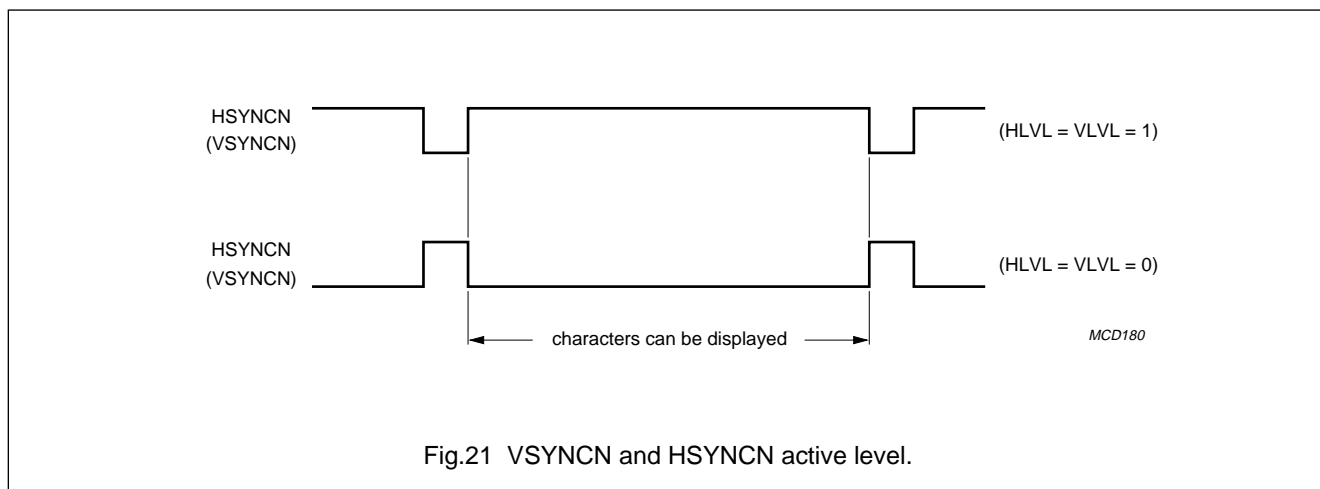 HSYNCN
(VSYNCN)
(HLVL = VLVL = 1)
HSYNCN
(VSYNCN)
(HLVL = VLVL = 0)
characters can be displayed
MCD180
Fig.21 VSYNCN and HSYNCN active level.